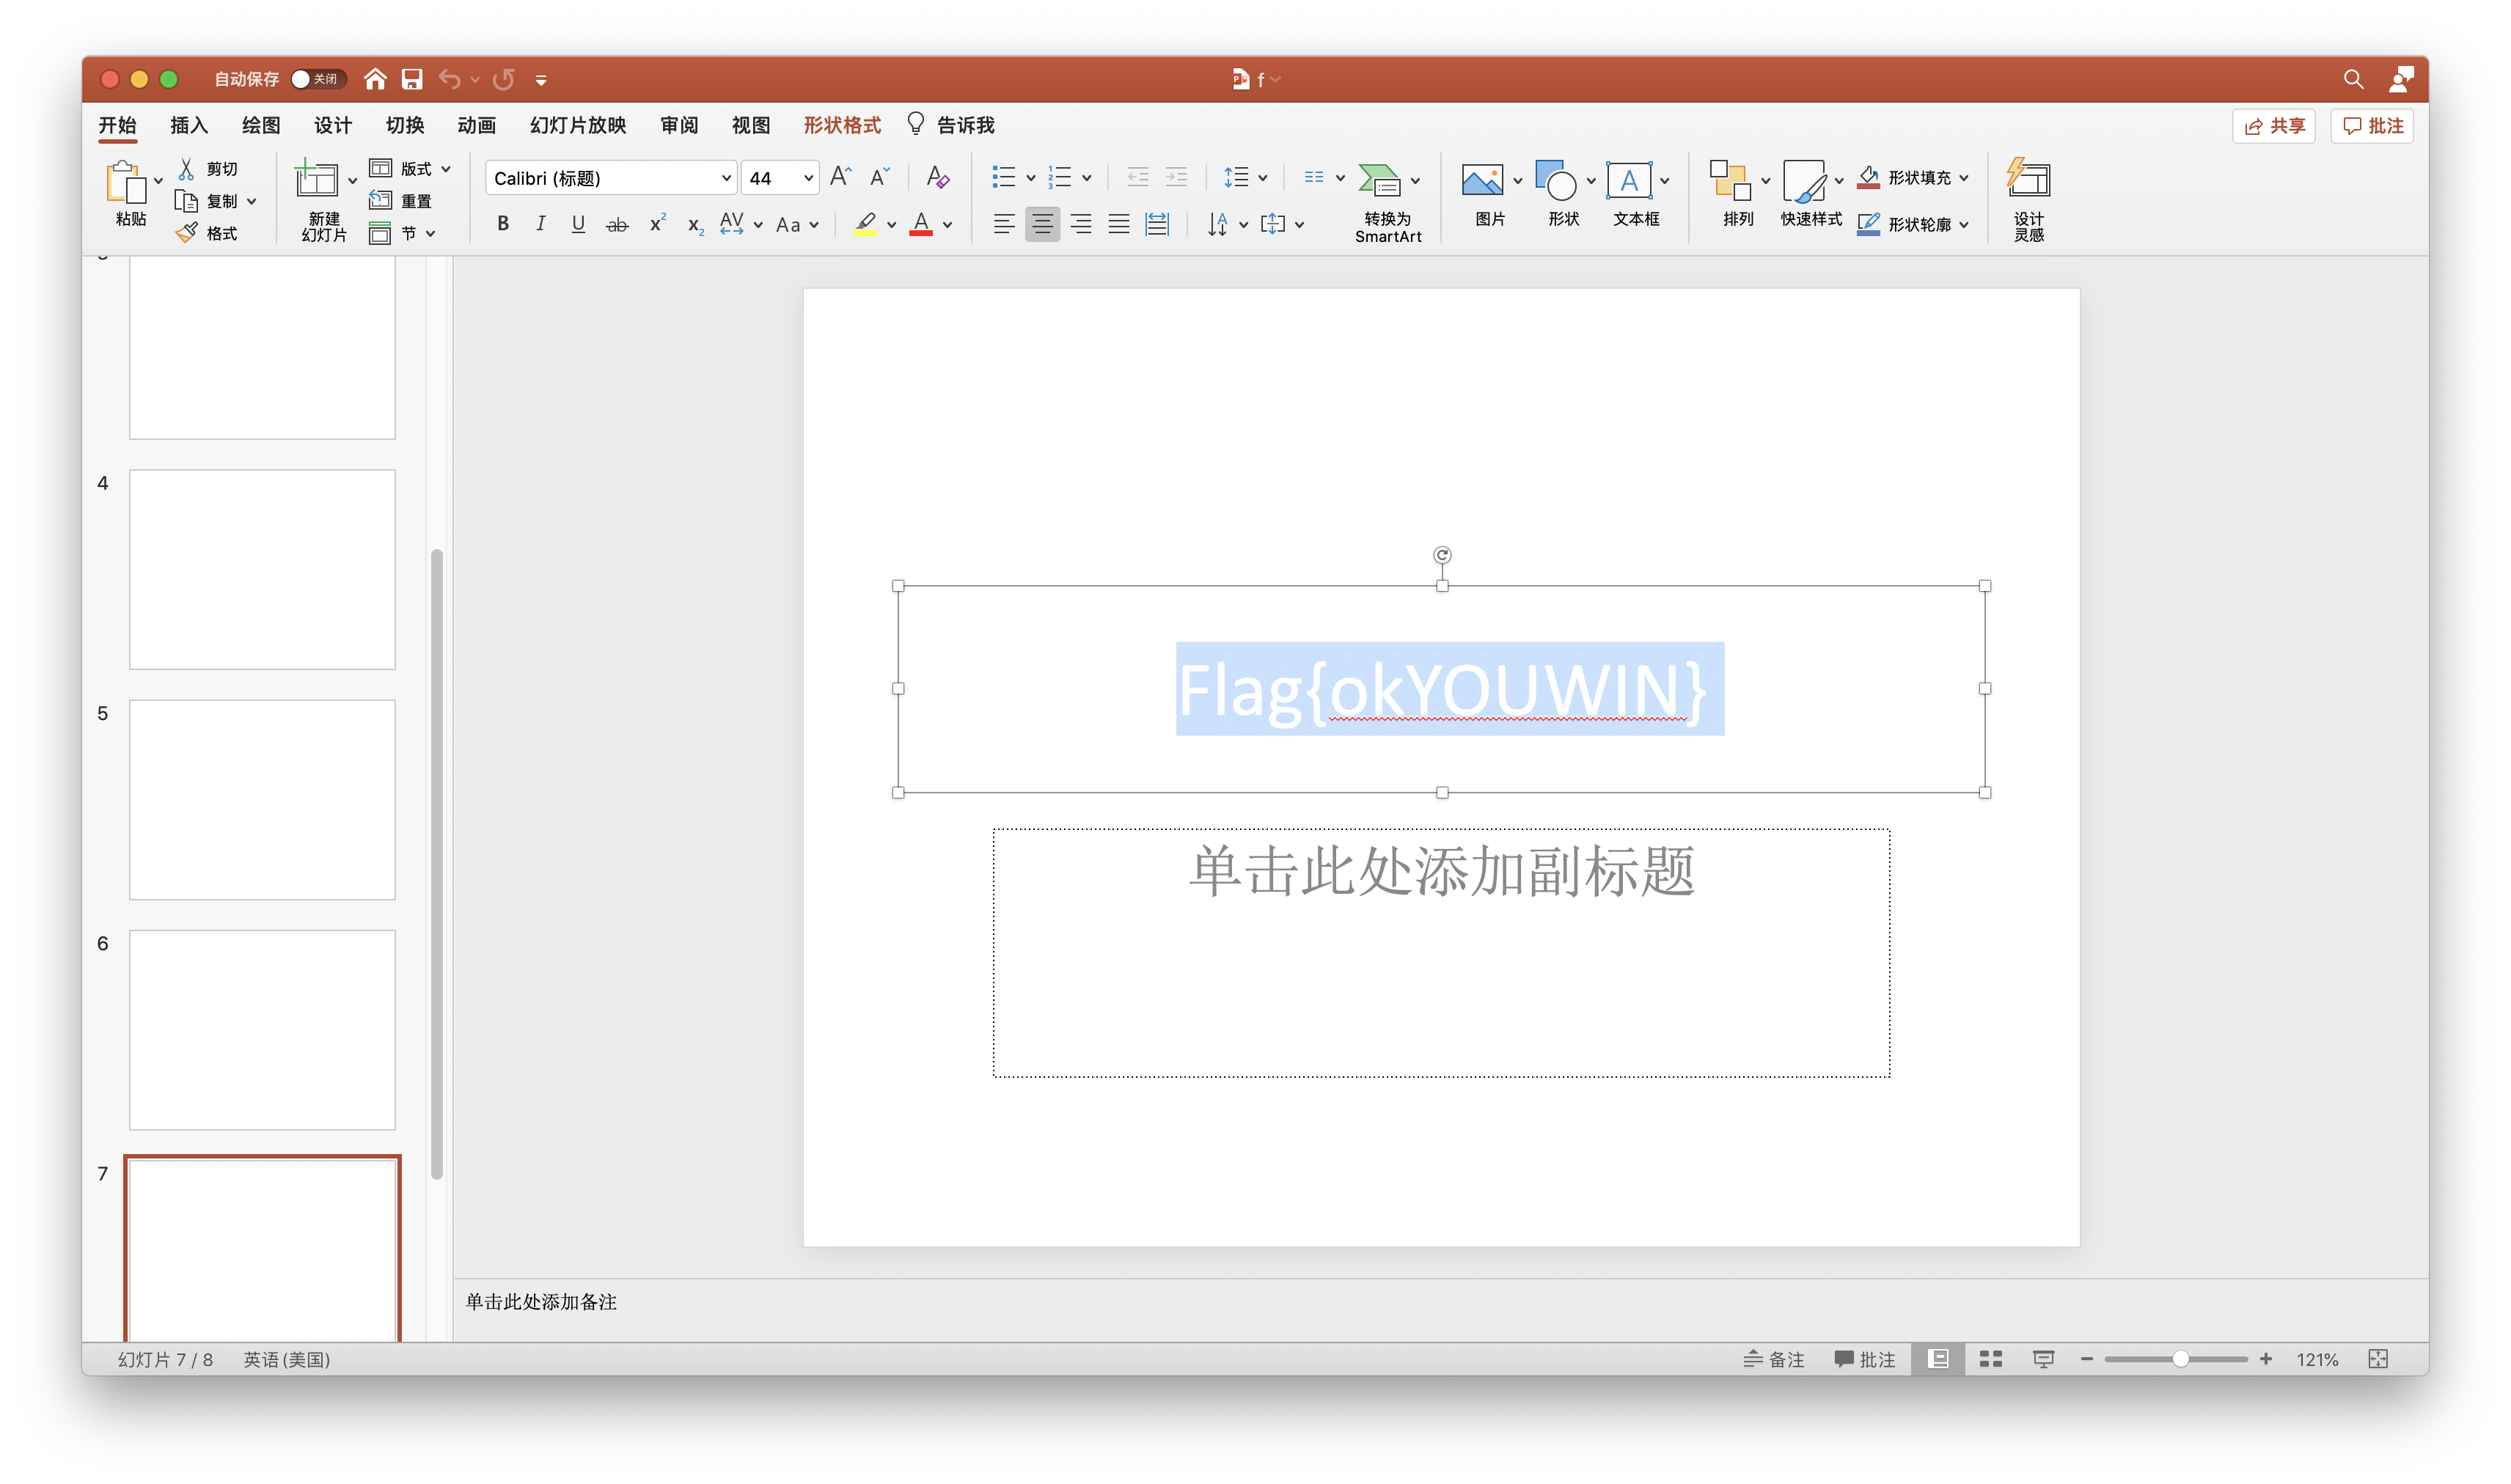 自动保存 关闭 f
开始 插入 绘图 设计 切换 动画 幻灯片放映 审阅 视图 形状格式 告诉我 共享 批注
粘贴 剪切 复制 格式 新建 幻灯片 版式 重置 节
Calibri (标题) 44
转换为 SmartArt 图片 形状 文本框 排列 快速样式 形状填充 形状轮廓 设计 灵感
4
5
6
7
Flag{okYOUWIN}
单击此处添加副标题
单击此处添加备注
幻灯片 7 / 8 英语 (美国) 备注 批注 121%